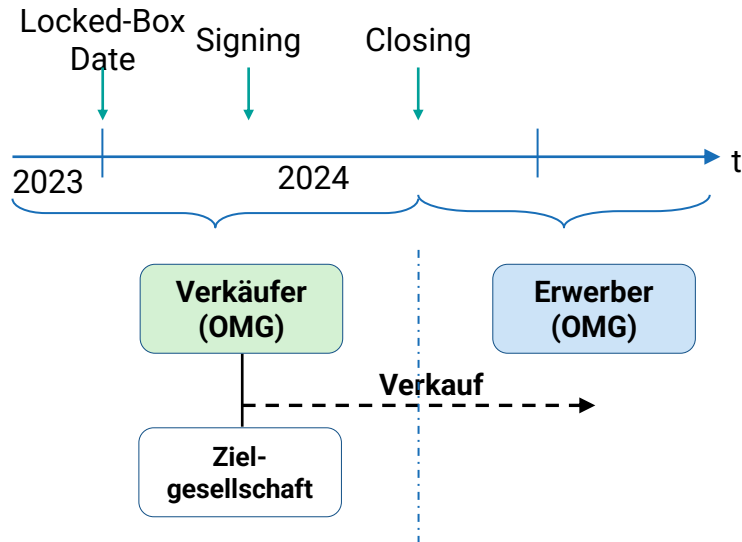 Locked-Box
Date
Signing
Closing
t
2023
2024
Verkäufer
(OMG)
Erwerber
(OMG)
Verkauf
Ziel-
gesellschaft